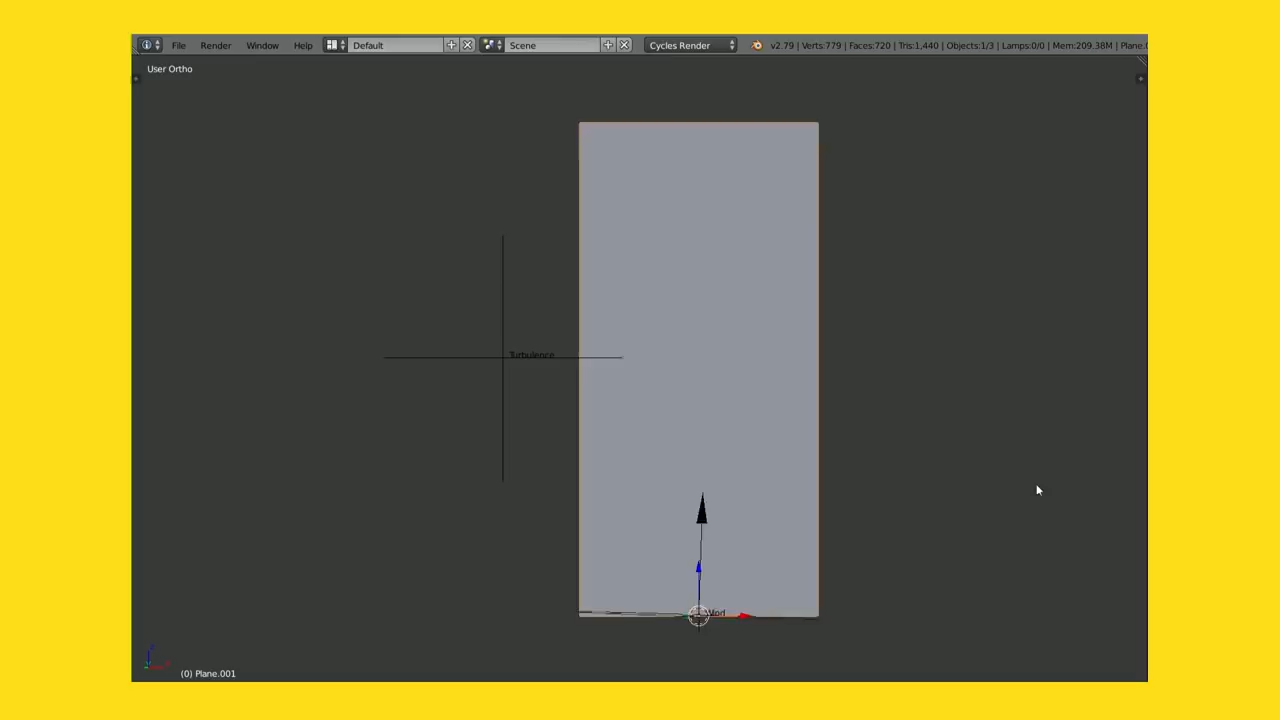 File Render Window Help Default Scene Cycles Render v2.79 | Verts:779 | Faces:720 | Tris:1,440 | Objects:1/3 | Lamps:0/0 | Mem:209.38M | Plane.
User Ortho
Turbulence
(0) Plane.001